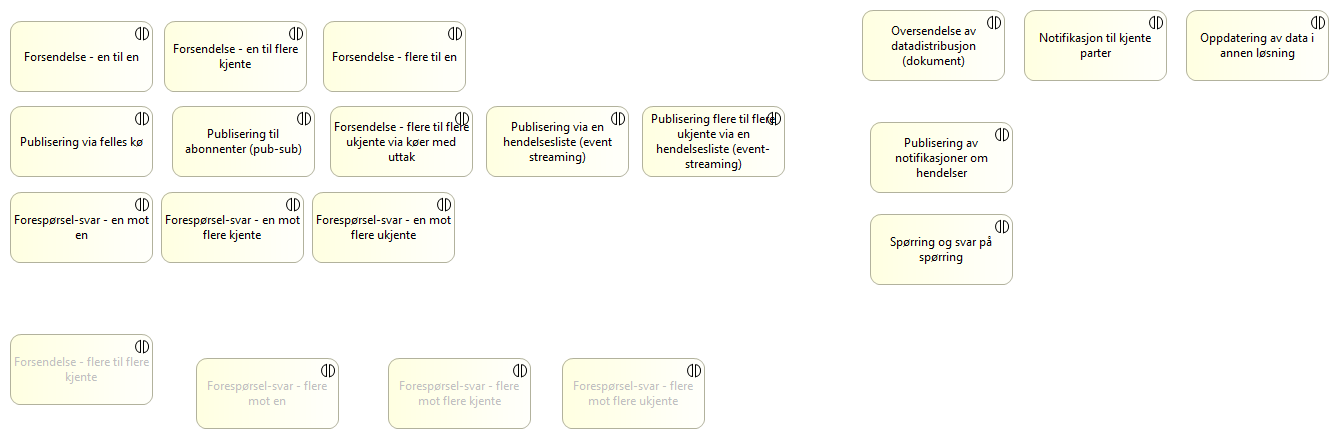 Forsendelse - en til en
Forsendelse - en til flere
kjente
Forsendelse - flere til en
Oversendelse av
datadistribusjon
(dokument)
Notifikasjon til kjente
parter
Oppdatering av data i
annen løsning
Publisering via felles kø
Publisering til
abonnenter (pub-sub)
Forsendelse - flere til flere
ukjente via køer med
uttak
Publisering via en
hendelsesliste (event
streaming)
Publisering flere til flere
ukjente via en
hendelsesliste (event-
streaming)
Publisering av
notifikasjoner om
hendelser
Forespørsel-svar - en mot
en
Forespørsel-svar - en mot
flere kjente
Forespørsel-svar - en mot
flere ukjente
Spørring og svar på
spørring
Forsendelse - flere til flere
kjente
Forespørsel-svar - flere
mot en
Forespørsel-svar - flere
mot flere kjente
Forespørsel-svar - flere
mot flere ukjente